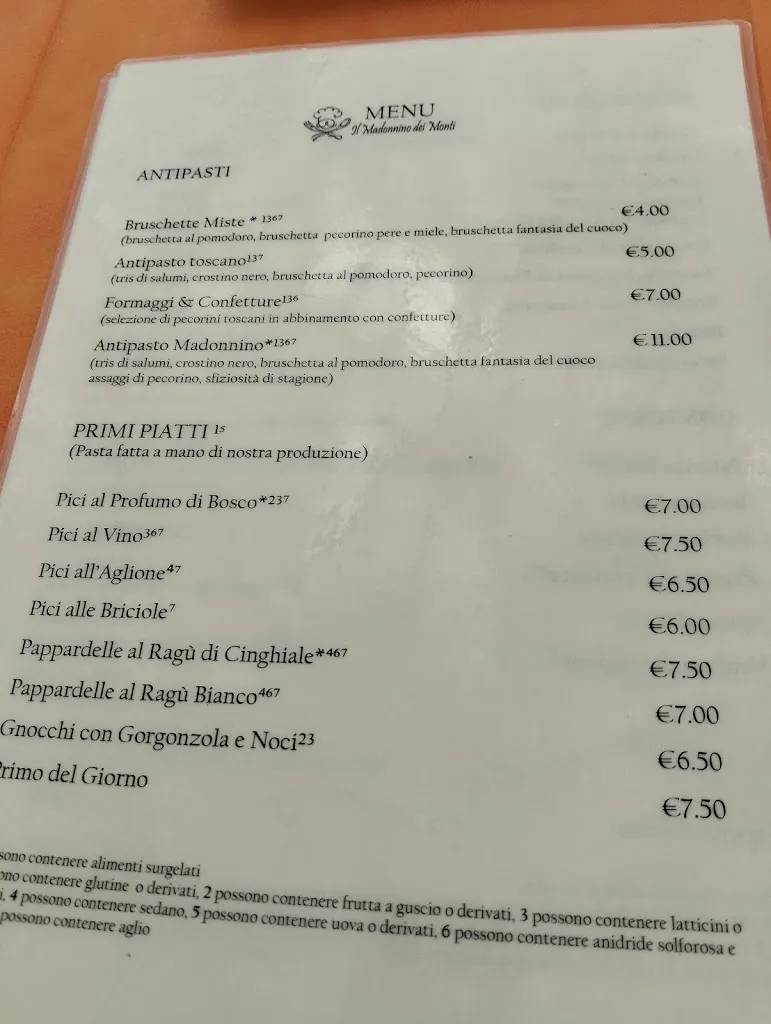 MENU
Il Madonnino dei Monti
ANTIPASTI
Bruschette Miste * 1367 €4.00
(bruschetta al pomodoro, bruschetta pecorino pere e miele, bruschetta fantasia del cuoco)
Antipasto toscano137 €5.00
(tris di salumi, crostino nero, bruschetta al pomodoro, pecorino)
Formaggi & Confetture136 €7.00
(selezione di pecorini toscani in abbinamento con confetture)
Antipasto Madonnino*1367 €11.00
(tris di salumi, crostino nero, bruschetta al pomodoro, bruschetta fantasia del cuoco
assaggi di pecorino, sfiziosità di stagione)
PRIMI PIATTI 15
(Pasta fatta a mano di nostra produzione)
Pici al Profumo di Bosco*237 €7.00
Pici al Vino367 €7.50
Pici all'Aglione47 €6.50
Pici alle Briciole7 €6.00
Pappardelle al Ragù di Cinghiale*467 €7.50
Pappardelle al Ragù Bianco467 €7.00
Gnocchi con Gorgonzola e Noci23 €6.50
rimo del Giorno €7.50
sono contenere alimenti surgelati
ono contenere glutine o derivati, 2 possono contenere frutta a guscio o derivati, 3 possono contenere latticini o
i, 4 possono contenere sedano, 5 possono contenere uova o derivati, 6 possono contenere anidride solforosa e
possono contenere aglio